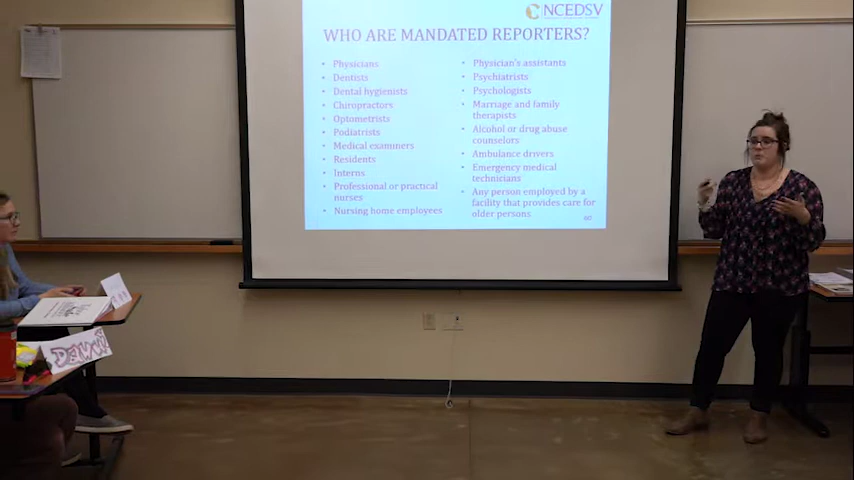 NCEDSV
WHO ARE MANDATED REPORTERS?
• Physicians
• Dentists
• Dental hygienists
• Chiropractors
• Optometrists
• Podiatrists
• Medical examiners
• Residents
• Interns
• Professional or practical
nurses
• Nursing home employees
• Physician's assistants
• Psychiatrists
• Psychologists
• Marriage and family
therapists
• Alcohol or drug abuse
counselors
• Ambulance drivers
• Emergency medical
technicians
• Any person employed by a
facility that provides care for
older persons
60